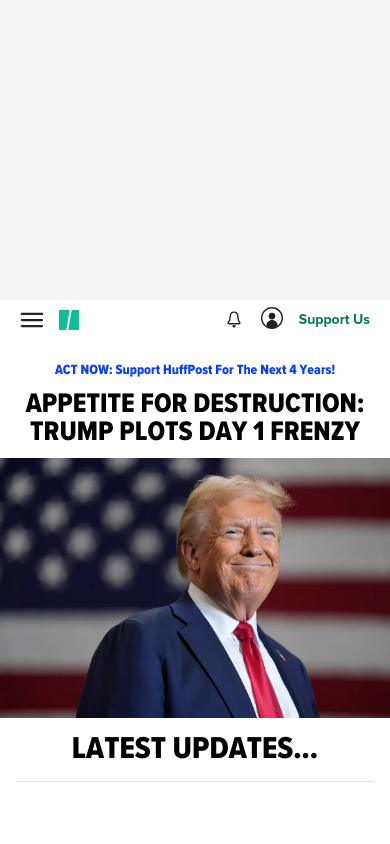 Support Us
ACT NOW: Support HuffPost For The Next 4 Years!
APPETITE FOR DESTRUCTION:
TRUMP PLOTS DAY 1 FRENZY
LATEST UPDATES...